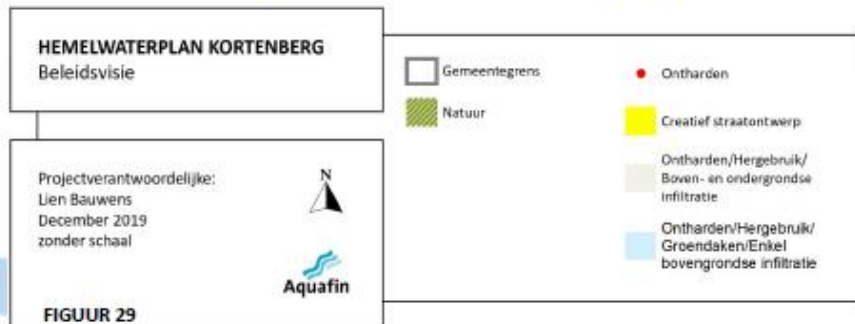 HEMELWATERPLAN KORTENBERG
Beleidsvisie
Projectverantwoordelijke:
Lien Bauwens
December 2019
zonder schaal
N
Aquafin
FIGUUR 29
Gemeentegrens
Natuur
Ontharden
Creatief straatontwerp
Ontharden/Hergebruik/
Boven- en ondergrondse
infiltratie
Ontharden/Hergebruik/
Groendaken/Enkel
bovengrondse infiltratie